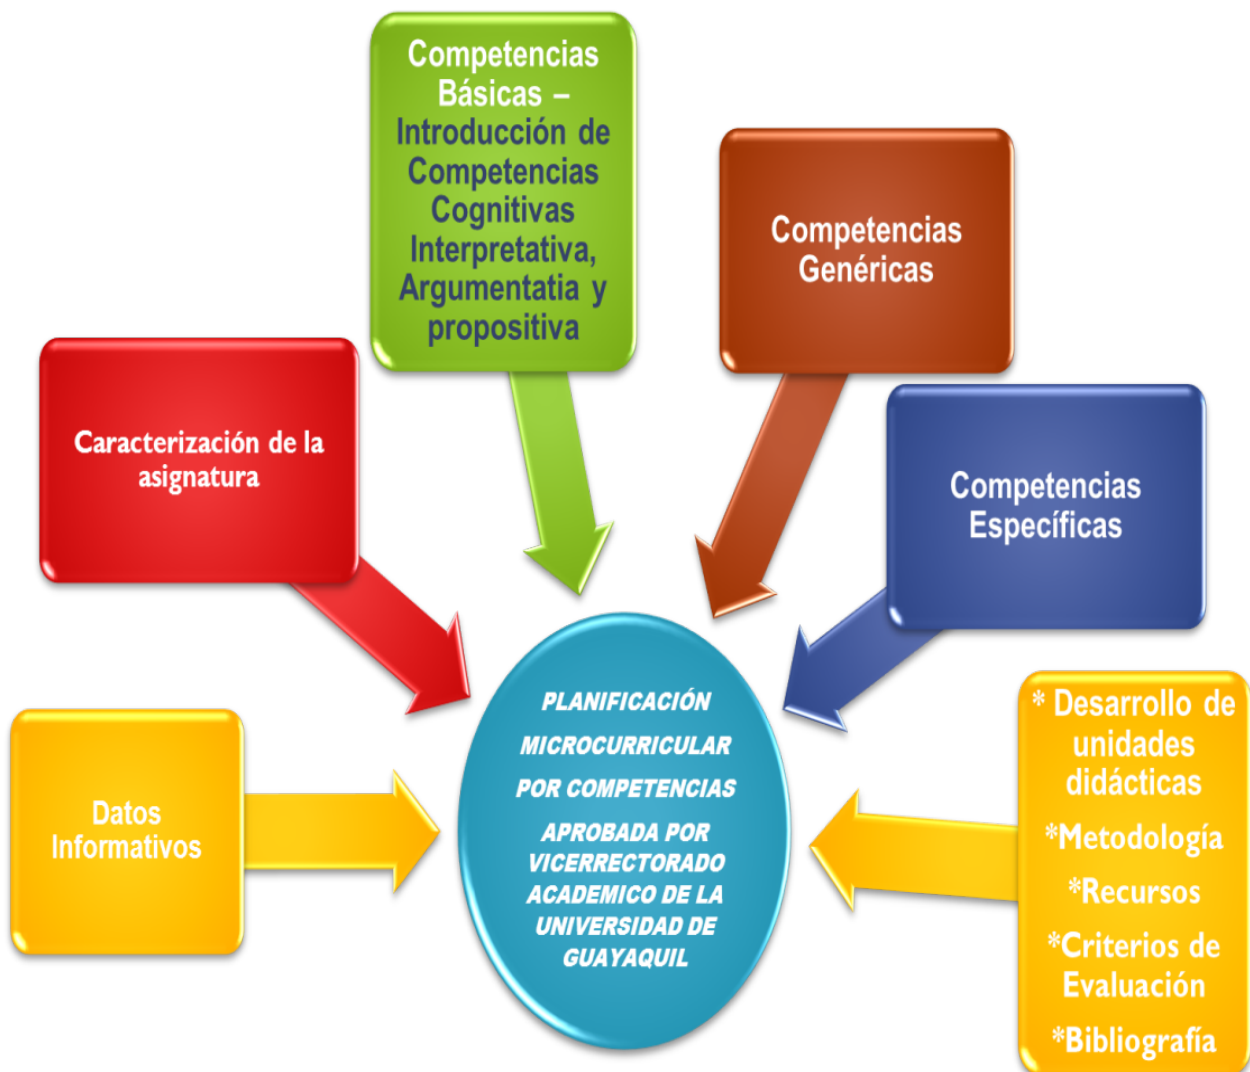 Competencias
Básicas –
Introducción de
Competencias
Cognitivas
Interpretativa,
Argumentatia y
propositiva
Competencias
Genéricas
Caracterización de la
asignatura
Competencias
Específicas
Datos
Informativos
PLANIFICACIÓN
MICROCURRICULAR
POR COMPETENCIAS
APROBADA POR
VICERRECTORADO
ACADEMICO DE LA
UNIVERSIDAD DE
GUAYAQUIL
* Desarrollo de
unidades
didácticas
*Metodología
*Recursos
*Criterios de
Evaluación
*Bibliografía